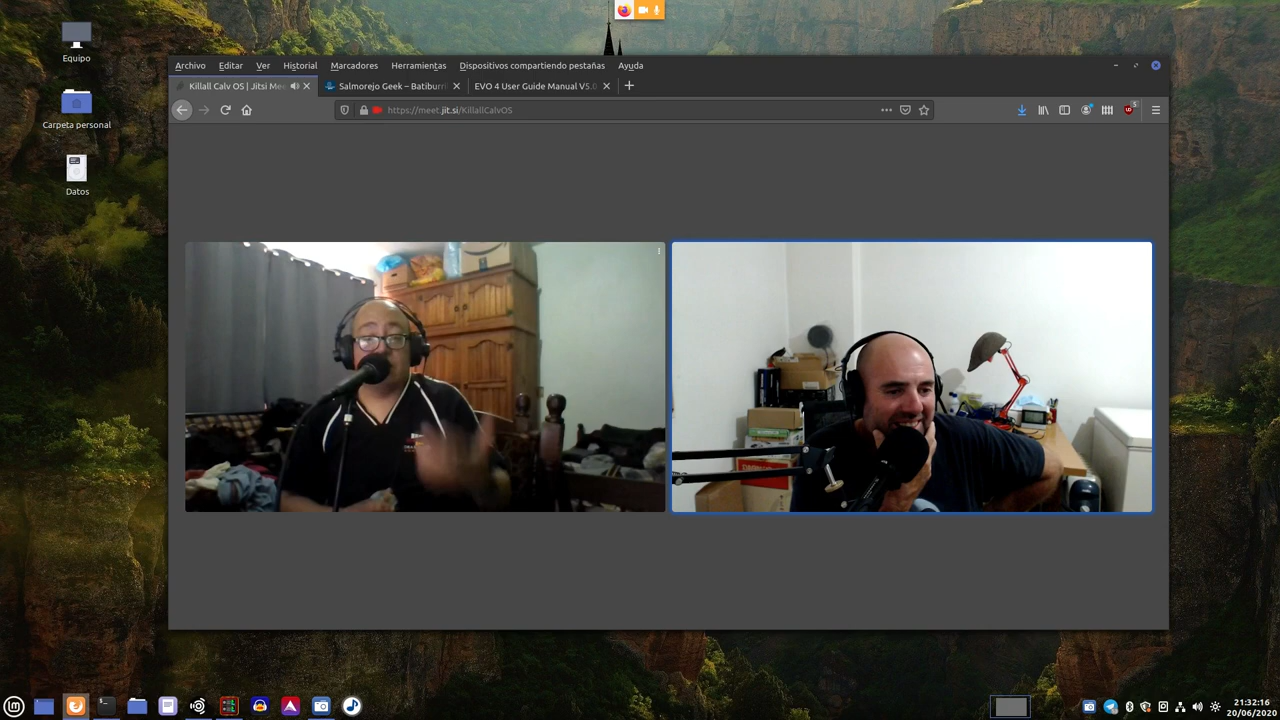 Equipo
Carpeta personal
Datos
Archivo Editar Ver Historial Marcadores Herramientas Dispositivos compartiendo pestañas Ayuda
Killall Calv OS | Jitsi Mee
Salmorejo Geek – Batiburr
EVO 4 User Guide Manual V5.0
https://meet.jit.si/KillallCalvOS
5
21:32:16
20/06/2020